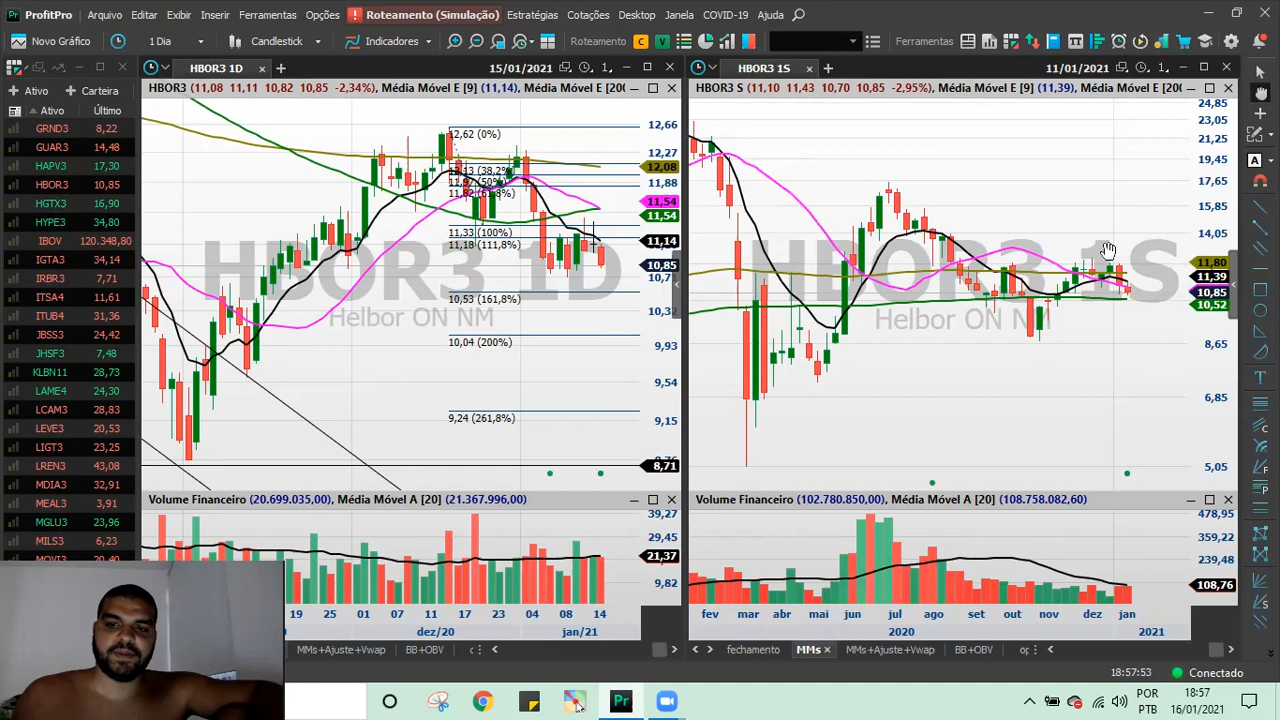 ProfitPro Arquivo Editar Exibir Inserir Ferramentas Opções Roteamento (Simulação) Estratégias Cotações Desktop Janela COVID-19 Ajuda
Novo Gráfico 1 Dia Candlestick Indicadores Roteamento C V Ferramentas
HBOR3 1D 15/01/2021 1
HBOR3 1S 11/01/2021 1
Ativo Carteira
Ativo Último
GRND3 8,22
GUAR3 14,48
HAPV3 17,30
HBOR3 10,85
HGTX3 16,90
HYPE3 34,80
IBOV 120.348,80
IGTA3 34,14
IRBR3 7,71
ITSA4 11,61
ITUB4 31,36
JBSS3 24,42
JHSF3 7,48
KLBN11 28,73
LAME4 24,30
LCAM3 28,83
LEVE3 20,53
LIGT3 23,25
LREN3 43,08
MDIA3 32,91
MEAL3 3,91
MGLU3 23,96
MILS3 6,23
HBOR3 (11,08 11,11 10,82 10,85 -2,34%), Média Móvel E [9] (11,14), Média Móvel E [200
HBOR3 1D
Helbor ON NM
12,62 (0%)
11,33 (100%)
11,18 (111,8%)
10,53 (161,8%)
10,04 (200%)
9,24 (261,8%)
12,66
12,27
12,08
11,88
11,54
11,54
11,14
10,85
10,32
9,93
9,54
9,15
8,71
Volume Financeiro (20.699.035,00), Média Móvel A [20] (21.367.996,00)
39,27
29,45
21,37
9,82
19 25 01 07 11 17 23 04 08 14
dez/20 jan/21
MMs+Ajuste+Vwap BB+OBV
HBOR3 S (11,10 11,43 10,70 10,85 -2,95%), Média Móvel E [9] (11,39), Média Móvel E [200
HBOR3 1S
Helbor ON NM
24,85
23,05
21,25
19,45
17,65
15,85
14,05
11,80
11,39
10,85
10,52
8,65
6,85
5,05
Volume Financeiro (102.780.850,00), Média Móvel A [20] (108.758.082,60)
478,95
359,22
239,48
108,76
fev mar abr mai jun jul ago set out nov dez jan
2020 2021
fechamento MMs MMs+Ajuste+Vwap BB+OBV
18:57:53 Conectado
POR
PTB
18:57
16/01/2021